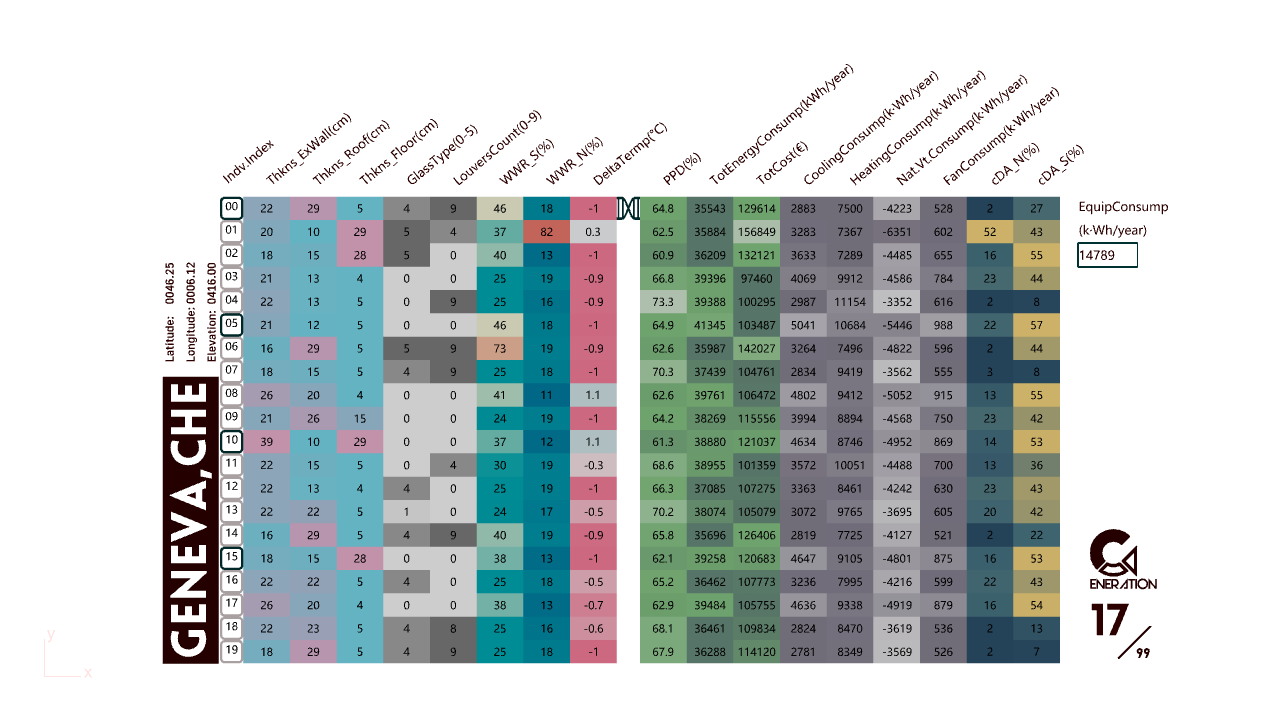 Indv.Index Thkns_ExWall(cm) Thkns_Roof(cm) Thkns_Floor(cm) GlassType(0-5) LouversCount(0-9) WWR_S(%) WWR_N(%) DeltaTermp(°C) PPD(%) TotEnergyConsump(kWh/year) TotCost(€) CoolingConsump(k·Wh/year) HeatingConsump(k·Wh/year) Nat.Vt.Consump(k·Wh/year) FanConsump(k·Wh/year) cDA_N(%) cDA_S(%)
00 22 29 5 4 9 46 18 -1 64.8 35543 129614 2883 7500 -4223 528 2 27
01 20 10 29 5 4 37 82 0.3 62.5 35884 156849 3283 7367 -6351 602 52 43
02 18 15 28 5 0 40 13 -1 60.9 36209 132121 3633 7289 -4485 655 16 55
03 21 13 4 0 0 25 19 -0.9 66.8 39396 97460 4069 9912 -4586 784 23 44
04 22 13 5 0 9 25 16 -0.9 73.3 39388 100295 2987 11154 -3352 616 2 8
05 21 12 5 0 0 46 18 -1 64.9 41345 103487 5041 10684 -5446 988 22 57
06 16 29 5 5 9 73 19 -0.9 62.6 35987 142027 3264 7496 -4822 596 2 44
07 18 15 5 4 9 25 18 -1 70.3 37439 104761 2834 9419 -3562 555 3 8
08 26 20 4 0 0 41 11 1.1 62.6 39761 106472 4802 9412 -5052 915 13 55
09 21 26 15 0 0 24 19 -1 64.2 38269 115556 3994 8894 -4568 750 23 42
10 39 10 29 0 0 37 12 1.1 61.3 38880 121037 4634 8746 -4952 869 14 53
11 22 15 5 0 4 30 19 -0.3 68.6 38955 101359 3572 10051 -4488 700 13 36
12 22 13 4 4 0 25 19 -1 66.3 37085 107275 3363 8461 -4242 630 23 43
13 22 22 5 1 0 24 17 -0.5 70.2 38074 105079 3072 9765 -3695 605 20 42
14 16 29 5 4 9 40 19 -0.9 65.8 35696 126406 2819 7725 -4127 521 2 22
15 18 15 28 0 0 38 13 -1 62.1 39258 120683 4647 9105 -4801 875 16 53
16 22 22 5 4 0 25 18 -0.5 65.2 36462 107773 3236 7995 -4216 599 22 43
17 26 20 4 0 0 38 13 -0.7 62.9 39484 105755 4636 9338 -4919 879 16 54
18 22 23 5 4 8 25 16 -0.6 68.1 36461 109834 2824 8470 -3619 536 2 13
19 18 29 5 4 9 25 18 -1 67.9 36288 114120 2781 8349 -3569 526 2 7
Latitude: 0046.25
Longitude: 0006.12
Elevation: 0416.00
GENEVA,CHE
EquipConsump
(k·Wh/year)
14789
GENERATION
17/99
y
x